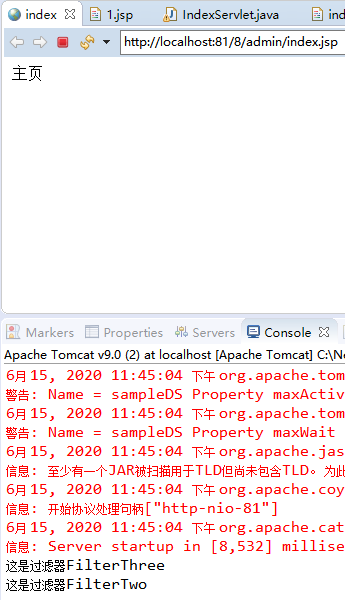 index 1.jsp IndexServlet.java ind
http://localhost:81/8/admin/index.jsp
主页
Markers Properties Servers Console
Apache Tomcat v9.0 (2) at localhost [Apache Tomcat] C:\Ne
6月 15, 2020 11:45:04 下午 org.apache.tom
警告: Name = sampleDS Property maxActiv
6月 15, 2020 11:45:04 下午 org.apache.tom
警告: Name = sampleDS Property maxWait
6月 15, 2020 11:45:04 下午 org.apache.jas
信息: 至少有一个JAR被扫描用于TLD但尚未包含TLD。 为此
6月 15, 2020 11:45:04 下午 org.apache.coy
信息: 开始协议处理句柄["http-nio-81"]
6月 15, 2020 11:45:04 下午 org.apache.cat
信息: Server startup in [8,532] millise
这是过滤器FilterThree
这是过滤器FilterTwo